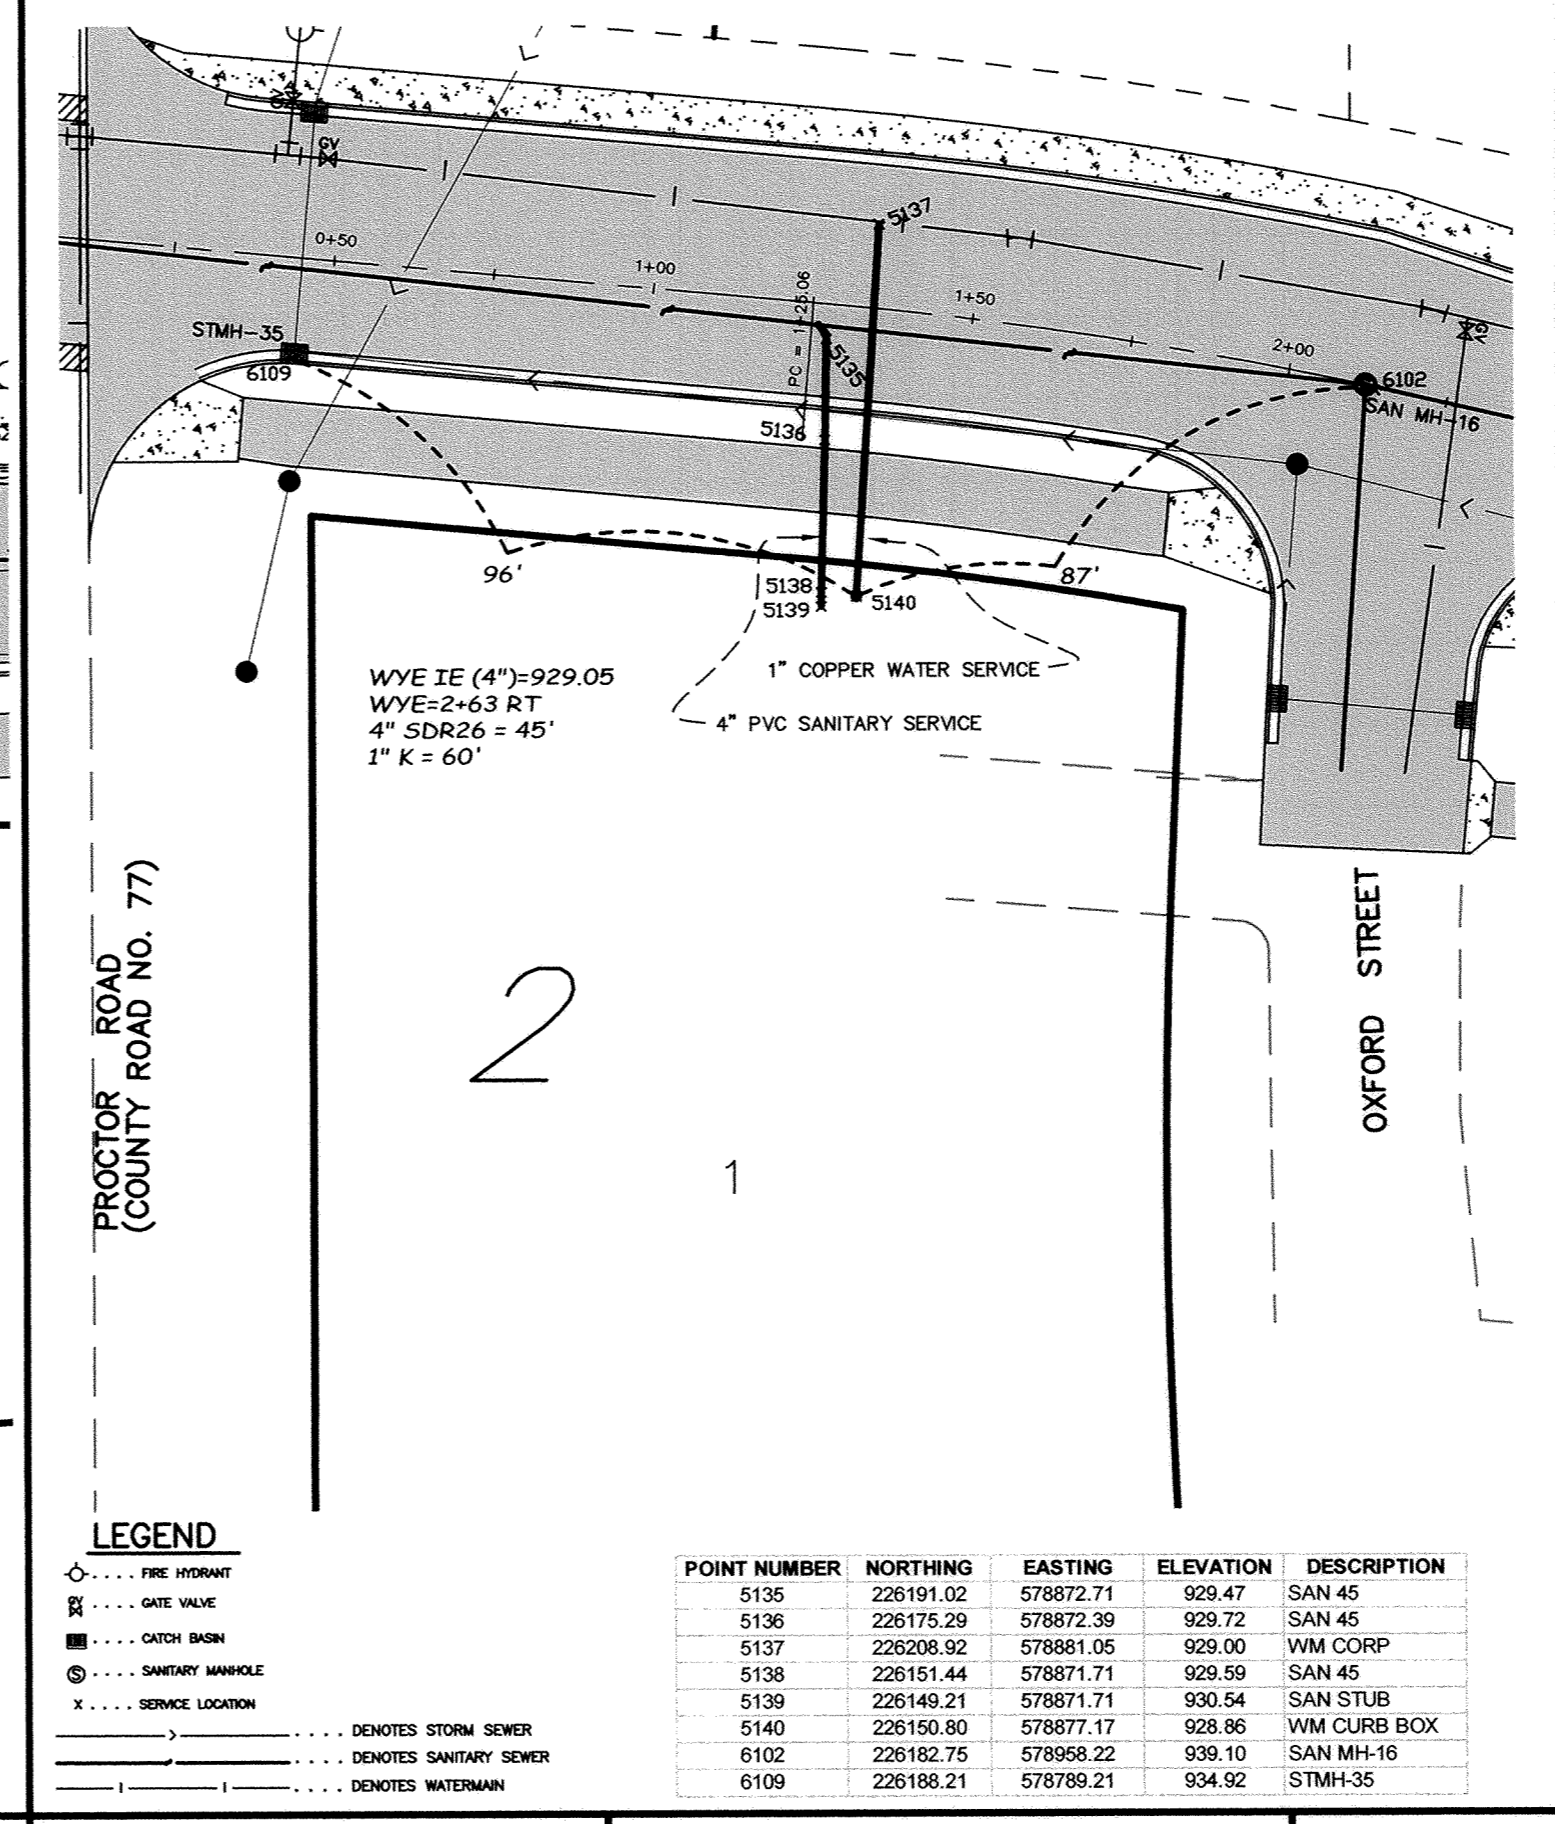 GV
GV
5137
0+50
1+00
PC = 1+25.06
1+50
2+00
GV
STMH-35
6109
5135
5136
6102
SAN MH-16
96'
87'
5138
5139
5140
WYE IE (4")=929.05
WYE=2+63 RT
4" SDR26 = 45'
1" K = 60'
1" COPPER WATER SERVICE
4" PVC SANITARY SERVICE
PROCTOR ROAD
(COUNTY ROAD NO. 77)
OXFORD STREET
2
1
LEGEND
.... FIRE HYDRANT
GV .... GATE VALVE
.... CATCH BASIN
S .... SANITARY MANHOLE
X .... SERVICE LOCATION
.... DENOTES STORM SEWER
.... DENOTES SANITARY SEWER
.... DENOTES WATERMAIN
POINT NUMBER NORTHING EASTING ELEVATION DESCRIPTION
5135 226191.02 578872.71 929.47 SAN 45
5136 226175.29 578872.39 929.72 SAN 45
5137 226208.92 578881.05 929.00 WM CORP
5138 226151.44 578871.71 929.59 SAN 45
5139 226149.21 578871.71 930.54 SAN STUB
5140 226150.80 578877.17 928.86 WM CURB BOX
6102 226182.75 578958.22 939.10 SAN MH-16
6109 226188.21 578789.21 934.92 STMH-35